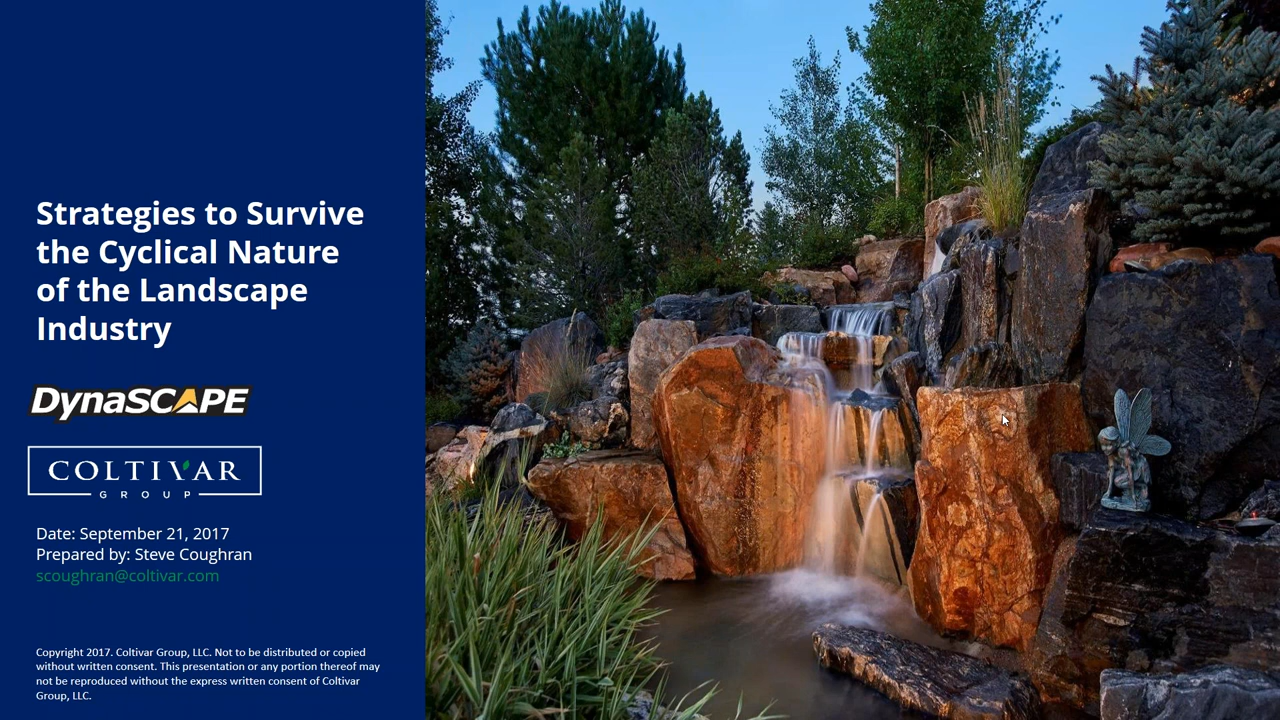 Strategies to Survive
the Cyclical Nature
of the Landscape
Industry
DynaSCAPE
COLTIVAR
GROUP
Date: September 21, 2017
Prepared by: Steve Coughran
scoughran@coltivar.com
Copyright 2017. Coltivar Group, LLC. Not to be distributed or copied
without written consent. This presentation or any portion thereof may
not be reproduced without the express written consent of Coltivar
Group, LLC.